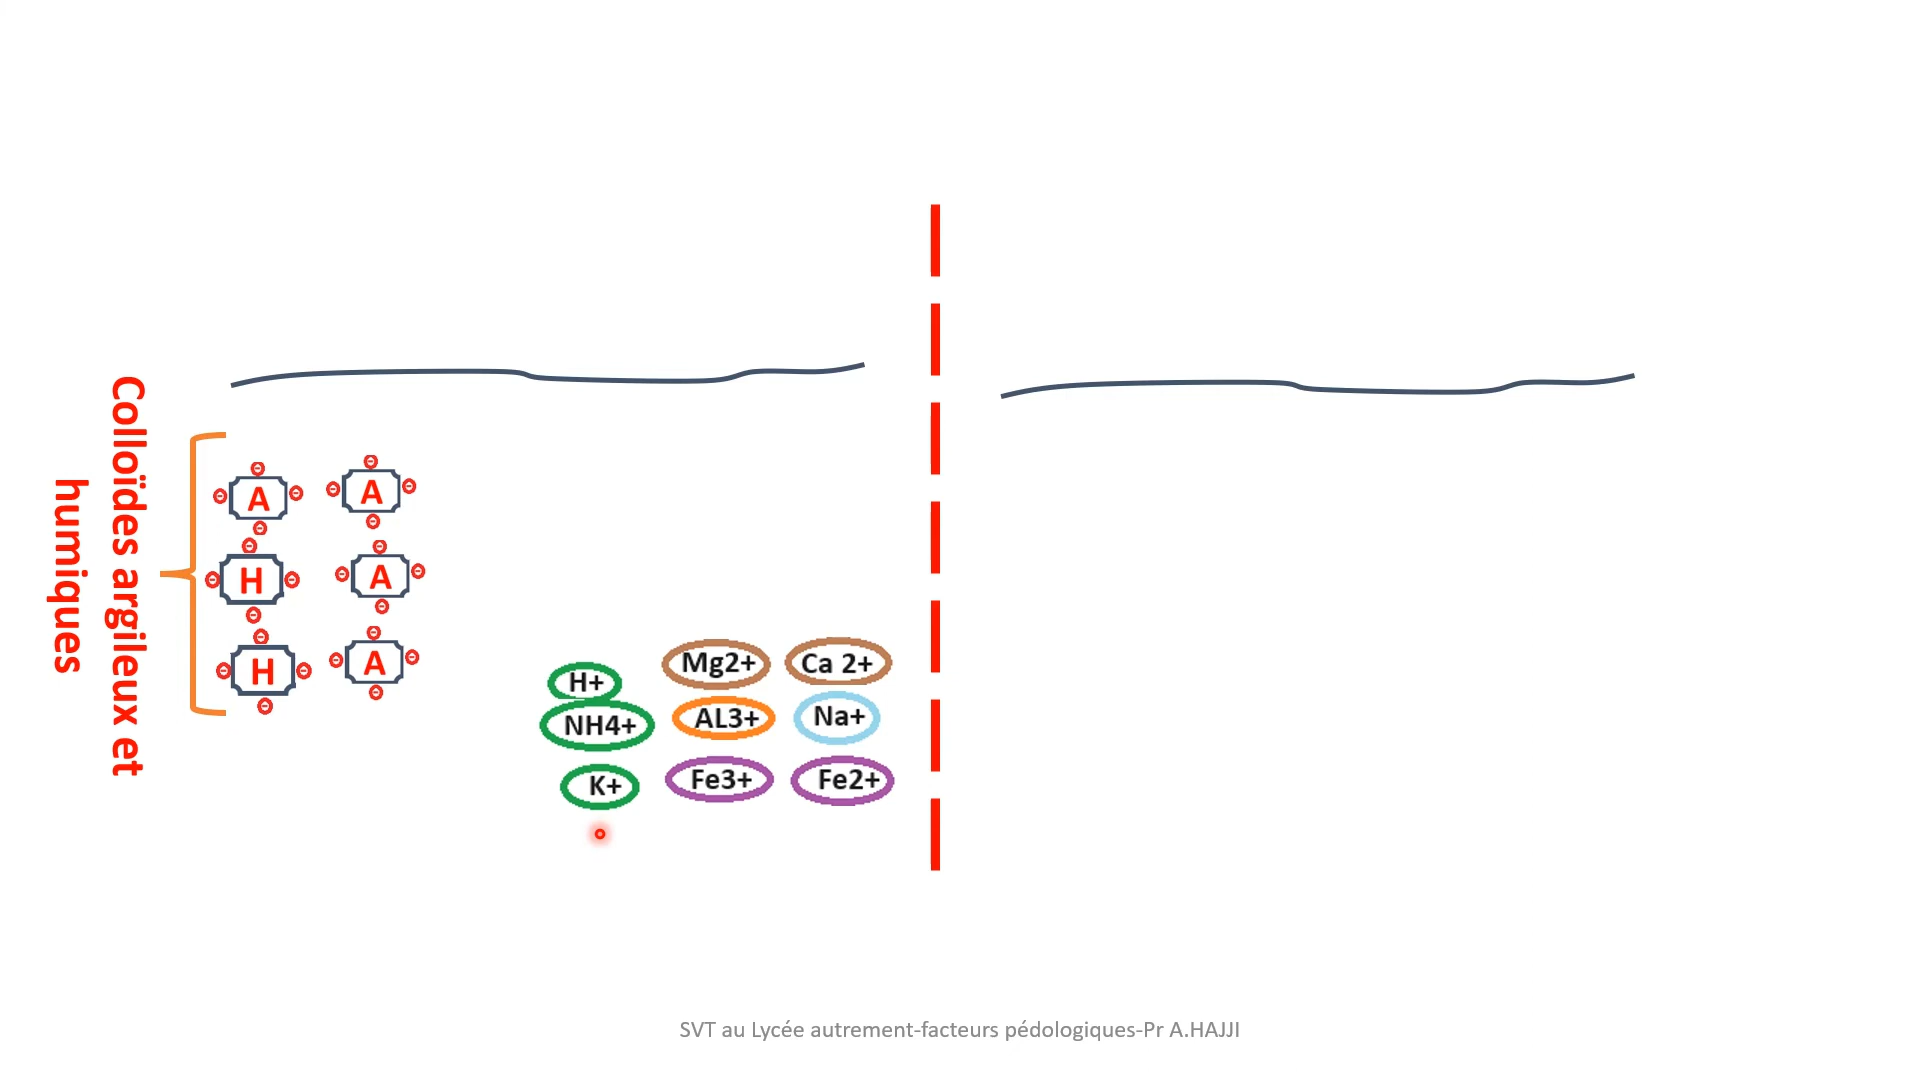 Colloïdes argileux et
humiques
A
A
H
A
H
A
H+
Mg2+
Ca 2+
NH4+
AL3+
Na+
K+
Fe3+
Fe2+
SVT au Lycée autrement-facteurs pédologiques-Pr A.HAJJI